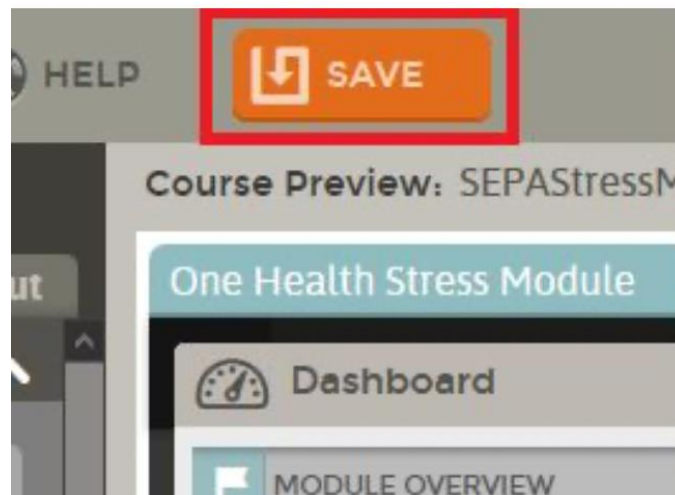 HELP
SAVE
Course Preview: SEPAStressM
ut
One Health Stress Module
Dashboard
MODULE OVERVIEW